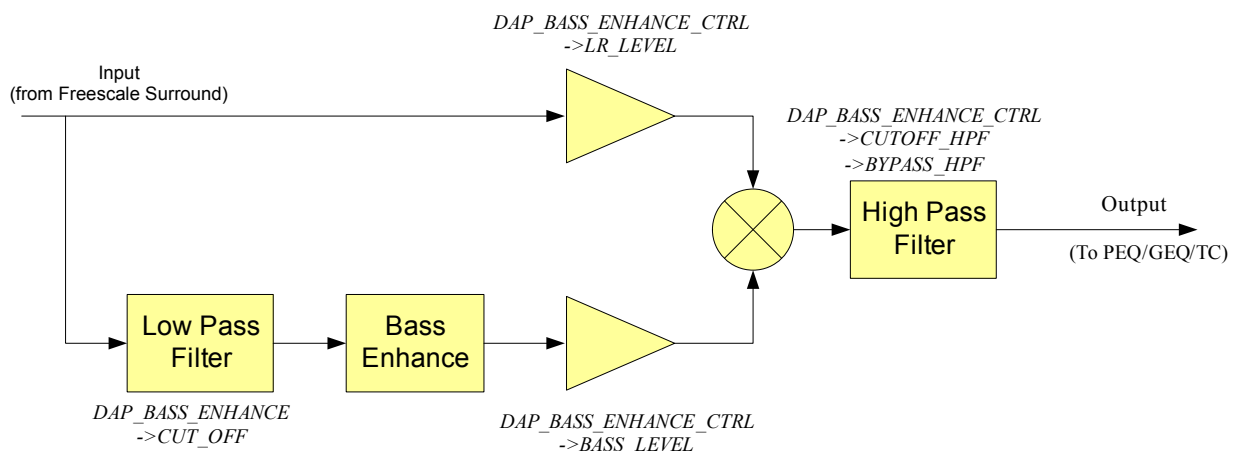 DAP_BASS_ENHANCE_CTRL
->LR_LEVEL
Input
(from Freescale Surround)
DAP_BASS_ENHANCE_CTRL
->CUTOFF_HPF
->BYPASS_HPF
High Pass
Filter
Output
(To PEQ/GEQ/TC)
Low Pass
Filter
Bass
Enhance
DAP_BASS_ENHANCE
->CUT_OFF
DAP_BASS_ENHANCE_CTRL
->BASS_LEVEL